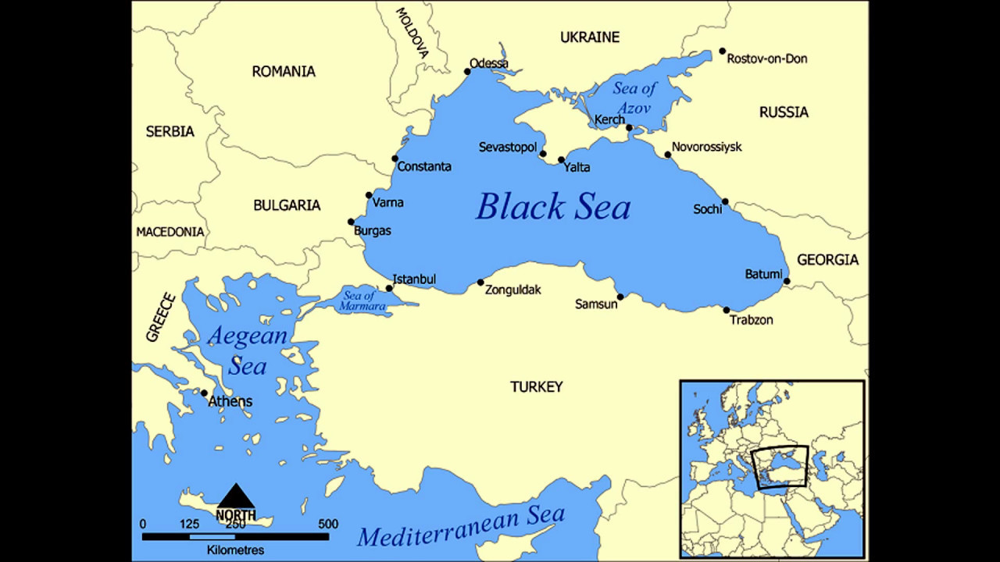 MOLDOVA
UKRAINE
Rostov-on-Don
Odessa
ROMANIA
Sea of
Azov
RUSSIA
Kerch
SERBIA
Sevastopol
Novorossiysk
Constanta
Yalta
BULGARIA
Varna
Black Sea
Sochi
MACEDONIA
Burgas
GEORGIA
Batumi
Istanbul
Zonguldak
Sea of
Marmara
Samsun
Trabzon
GREECE
Aegean
Sea
TURKEY
Athens
NORTH
0 125 250 500
Kilometres
Mediterranean Sea